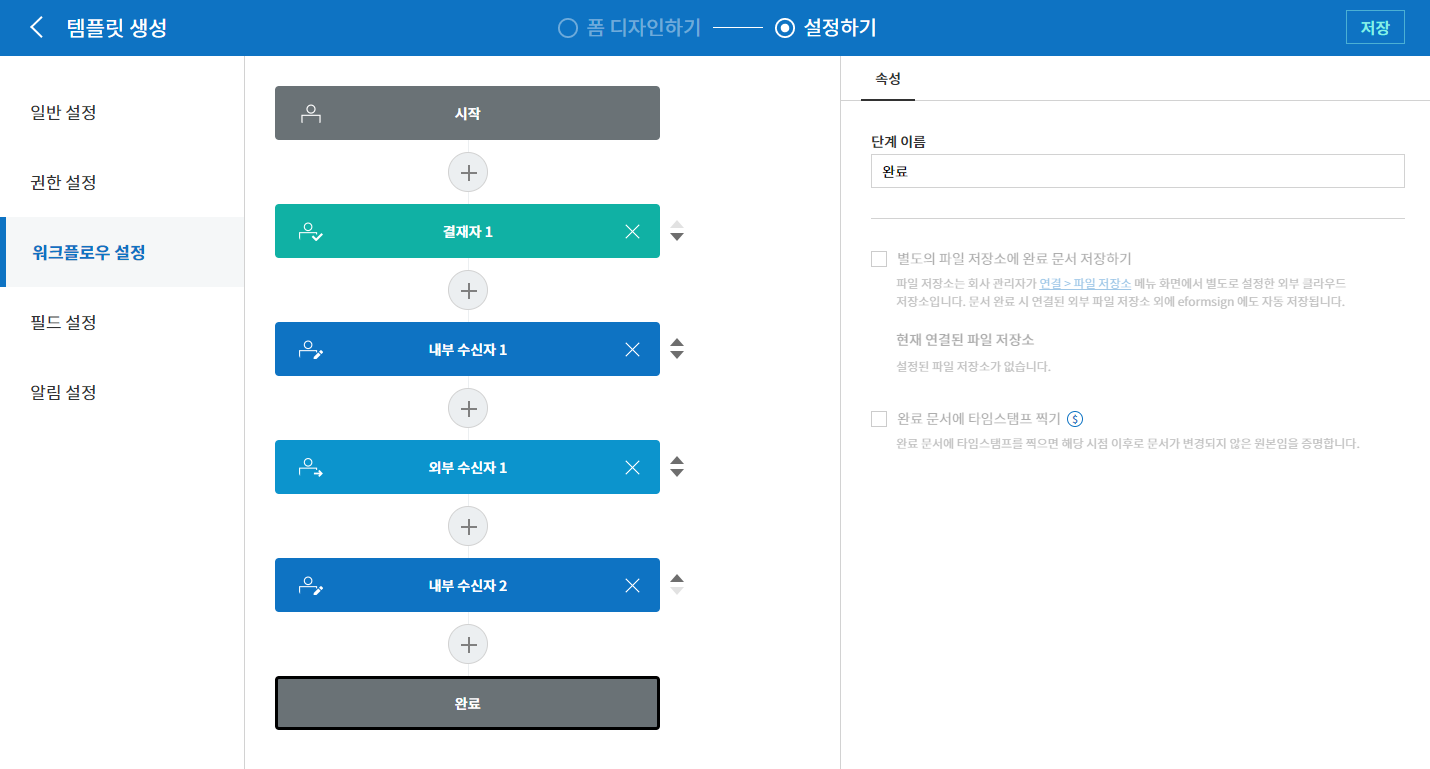 템플릿 생성
폼 디자인하기
설정하기
저장
일반 설정
권한 설정
워크플로우 설정
필드 설정
알림 설정
시작
결재자 1
내부 수신자 1
외부 수신자 1
내부 수신자 2
완료
속성
단계 이름
완료
별도의 파일 저장소에 완료 문서 저장하기
파일 저장소는 회사 관리자가 연결 > 파일 저장소 메뉴 화면에서 별도로 설정한 외부 클라우드
저장소입니다. 문서 완료 시 연결된 외부 파일 저장소 외에 eformsign 에도 자동 저장됩니다.
현재 연결된 파일 저장소
설정된 파일 저장소가 없습니다.
완료 문서에 타임스탬프 찍기 $
완료 문서에 타임스탬프를 찍으면 해당 시점 이후로 문서가 변경되지 않은 원본임을 증명합니다.